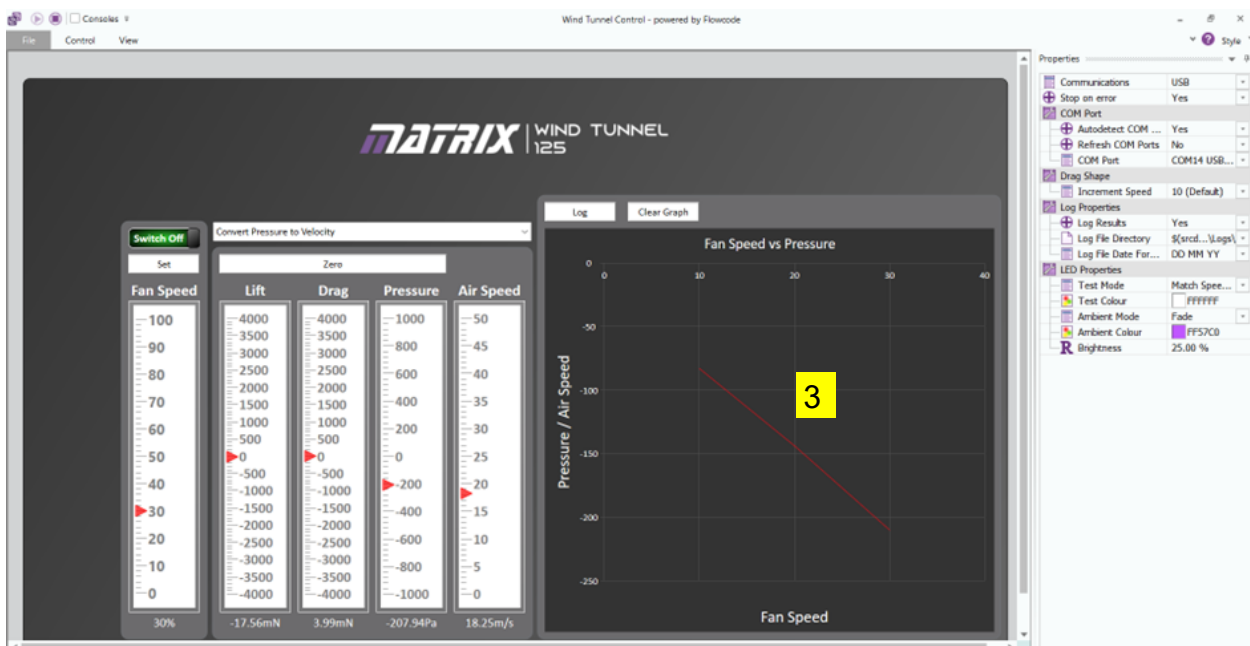 Consoles
Wind Tunnel Control - powered by Flowcode
File Control View
Style
Properties
Communications USB
Stop on error Yes
COM Port
Autodetect COM ... Yes
Refresh COM Ports No
COM Port COM14 USB...
Drag Shape
Increment Speed 10 (Default)
Log Properties
Log Results Yes
Log File Directory $(srcd...\Logs\
Log File Date For... DD MM YY
LED Properties
Test Mode Match Spee...
Test Colour FFFFFF
Ambient Mode Fade
Ambient Colour FF57C0
R Brightness 25.00 %
MATRIX WIND TUNNEL
125
Switch Off
Convert Pressure to Velocity
Set
Zero
Fan Speed
100
90
80
70
60
50
40
30
20
10
0
30%
Lift
4000
3500
3000
2500
2000
1500
1000
500
0
-500
-1000
-1500
-2000
-2500
-3000
-3500
-4000
-17.56mN
Drag
4000
3500
3000
2500
2000
1500
1000
500
0
-500
-1000
-1500
-2000
-2500
-3000
-3500
-4000
3.99mN
Pressure
1000
800
600
400
200
0
-200
-400
-600
-800
-1000
-207.94Pa
Air Speed
50
45
40
35
30
25
20
15
10
5
0
18.25m/s
Log
Clear Graph
Fan Speed vs Pressure
0
0 10 20 30 40
-50
-100
-150
-200
-250
Pressure / Air Speed
3
Fan Speed